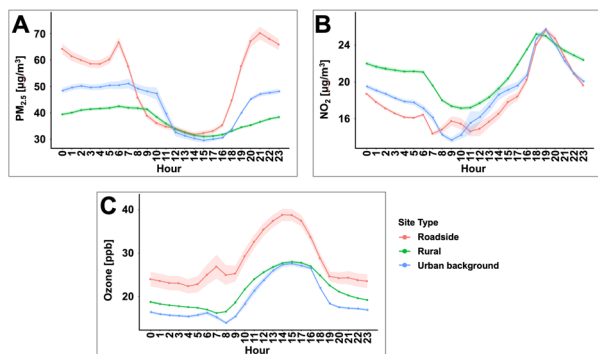 A
PM2.5 [µg/m³]
70
60
50
40
30
0 1 2 3 4 5 6 7 8 9 10 11 12 13 14 15 16 17 18 19 20 21 22 23
Hour
B
NO2 [µg/m³]
24
20
16
0 1 2 3 4 5 6 7 8 9 10 11 12 13 14 15 16 17 18 19 20 21 22 23
Hour
C
Ozone [ppb]
40
30
20
0 1 2 3 4 5 6 7 8 9 10 11 12 13 14 15 16 17 18 19 20 21 22 23
Hour
Site Type
Roadside
Rural
Urban background